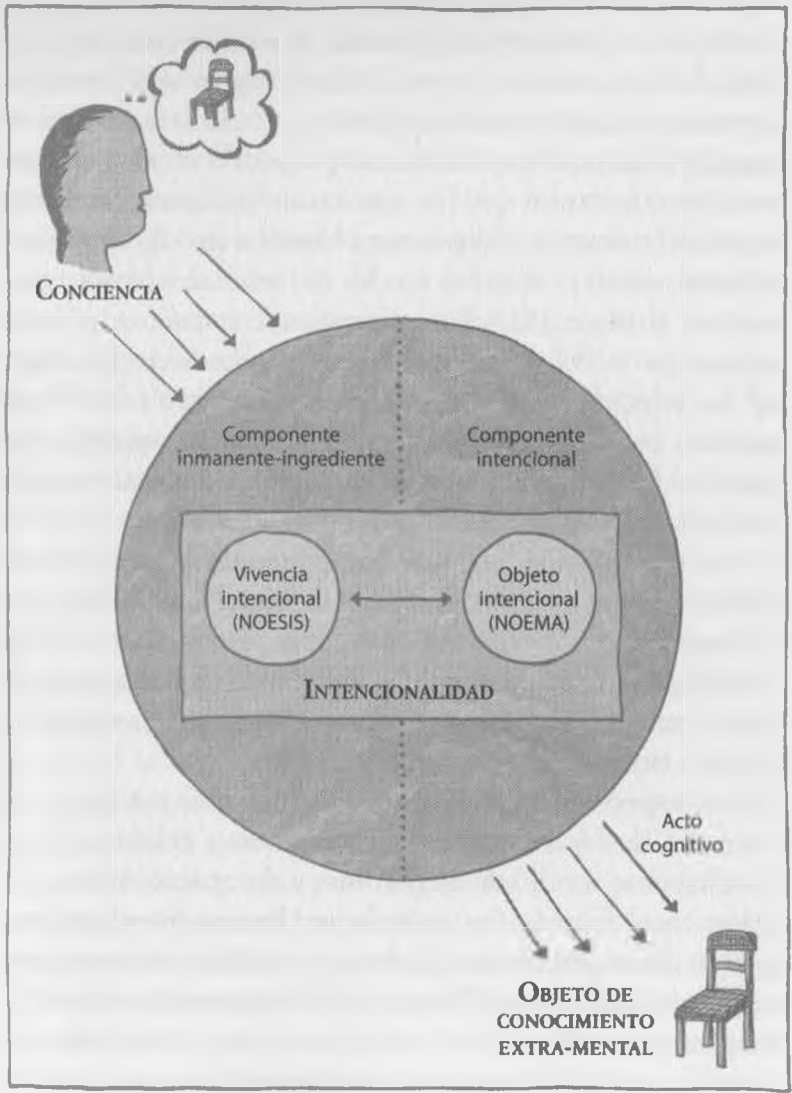 CONCIENCIA
Componente
inmanente-ingrediente
Componente
intencional
Vivencia
intencional
(NOESIS)
Objeto
intencional
(NOEMA)
INTENCIONALIDAD
Acto
cognitivo
OBJETO DE
CONOCIMIENTO
EXTRA-MENTAL